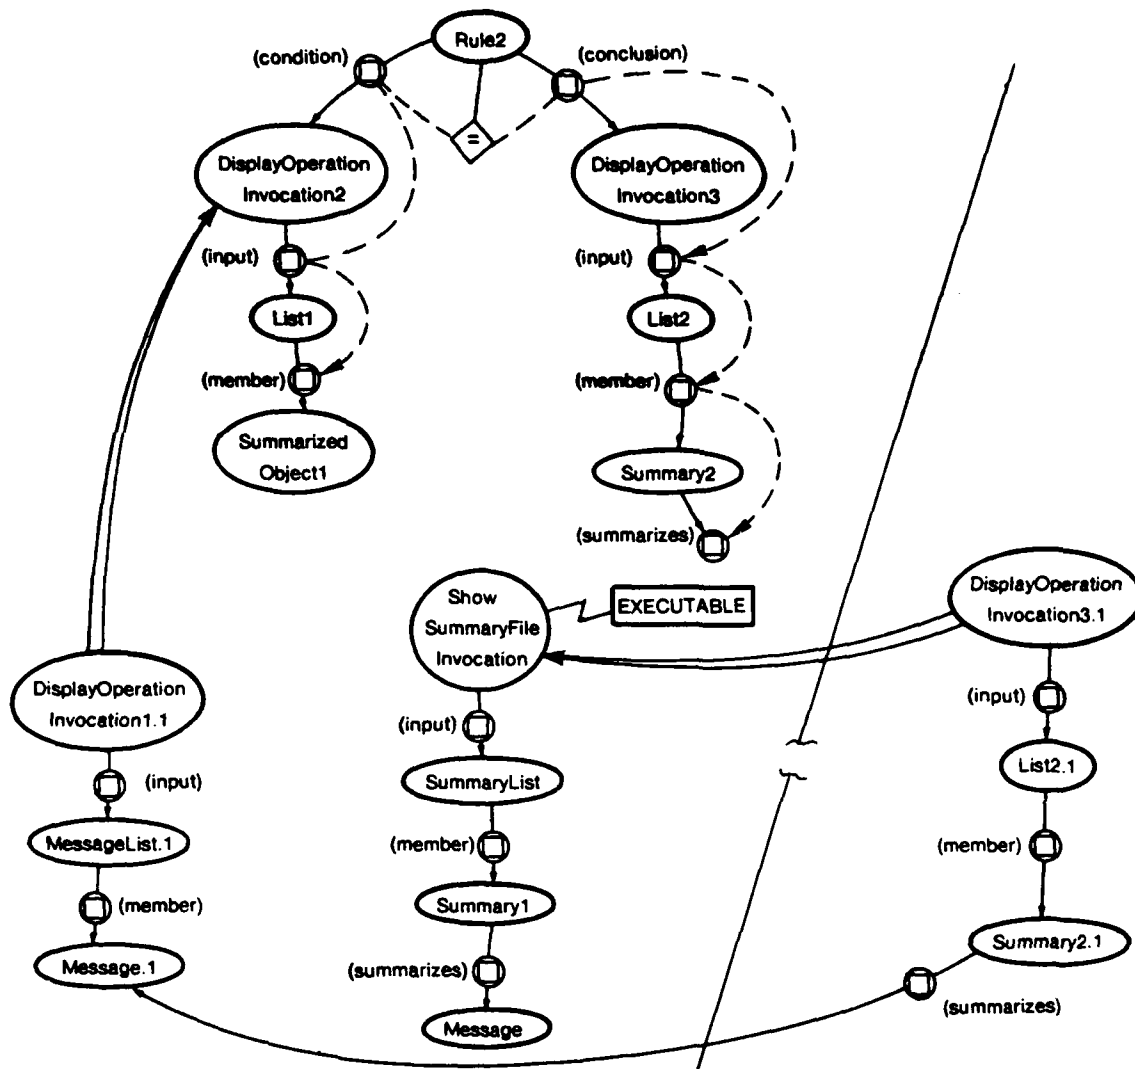 Rule2
(condition)
(conclusion)
=
DisplayOperation
Invocation2
DisplayOperation
Invocation3
(input)
(input)
List1
List2
(member)
(member)
Summarized
Object1
Summary2
(summarizes)
Show
SummaryFile
Invocation
EXECUTABLE
DisplayOperation
Invocation3.1
DisplayOperation
Invocation1.1
(input)
(input)
(input)
SummaryList
List2.1
MessageList.1
(member)
(member)
(member)
Summary1
Summary2.1
Message.1
(summarizes)
(summarizes)
Message